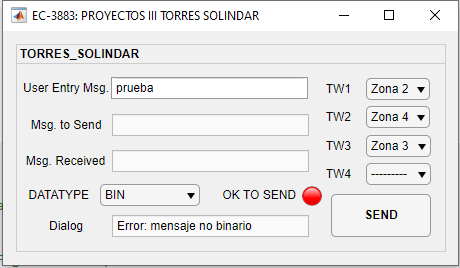 EC-3883: PROYECTOS III TORRES SOLINDAR
TORRES_SOLINDAR
User Entry Msg. prueba
TW1 Zona 2
Msg. to Send
TW2 Zona 4
Msg. Received
TW3 Zona 3
TW4 ---------
DATATYPE BIN OK TO SEND
SEND
Dialog Error: mensaje no binario